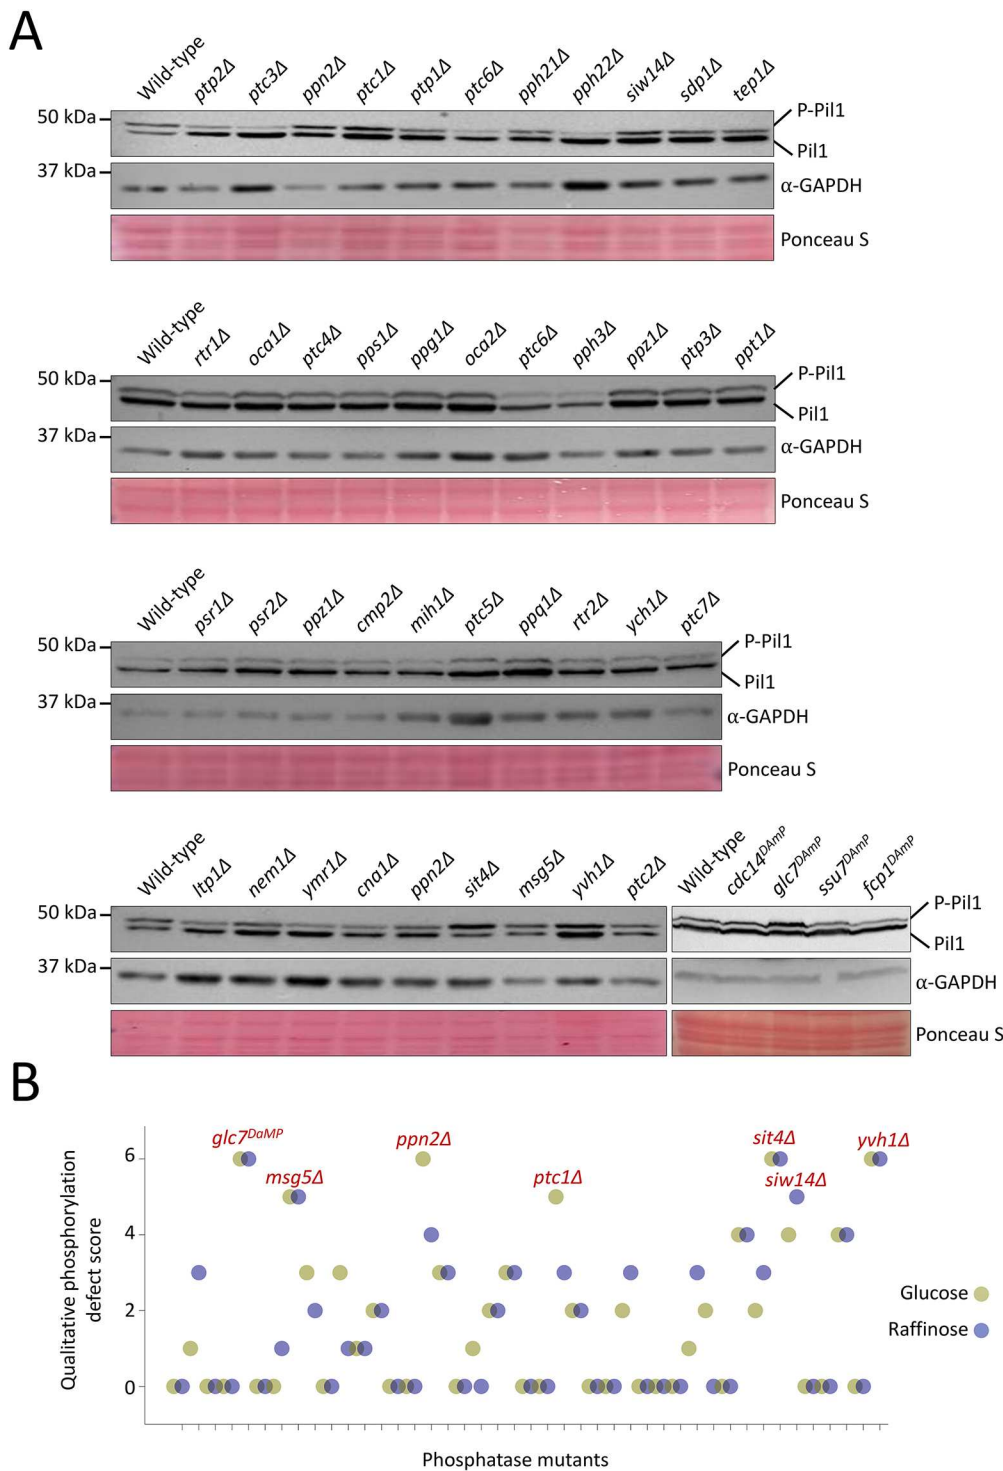 A
Wild-type ptp2Δ ptc3Δ ppn2Δ ptc1Δ ptp1Δ ptc6Δ pph21Δ pph22Δ siw14Δ sdp1Δ tep1Δ
50 kDa
P-Pil1
Pil1
37 kDa
α-GAPDH
Ponceau S
Wild-type rtr1Δ oca1Δ ptc4Δ pps1Δ ppg1Δ oca2Δ ptc6Δ pph3Δ ppz1Δ ptp3Δ ppt1Δ
50 kDa
P-Pil1
Pil1
37 kDa
α-GAPDH
Ponceau S
Wild-type psr1Δ psr2Δ ppz1Δ cmp2Δ mih1Δ ptc5Δ ppq1Δ rtr2Δ ych1Δ ptc7Δ
50 kDa
P-Pil1
Pil1
37 kDa
α-GAPDH
Ponceau S
Wild-type ltp1Δ nem1Δ ymr1Δ cna1Δ ppn2Δ sit4Δ msg5Δ yvh1Δ ptc2Δ Wild-type cdc14DAmP glc7DAmP ssu7DAmP fcp1DAmP
50 kDa
P-Pil1
Pil1
37 kDa
α-GAPDH
Ponceau S
B
Qualitative phosphorylation
defect score
6
4
2
0
glc7DaMP
msg5Δ
ppn2Δ
ptc1Δ
sit4Δ
siw14Δ
yvh1Δ
Glucose
Raffinose
Phosphatase mutants